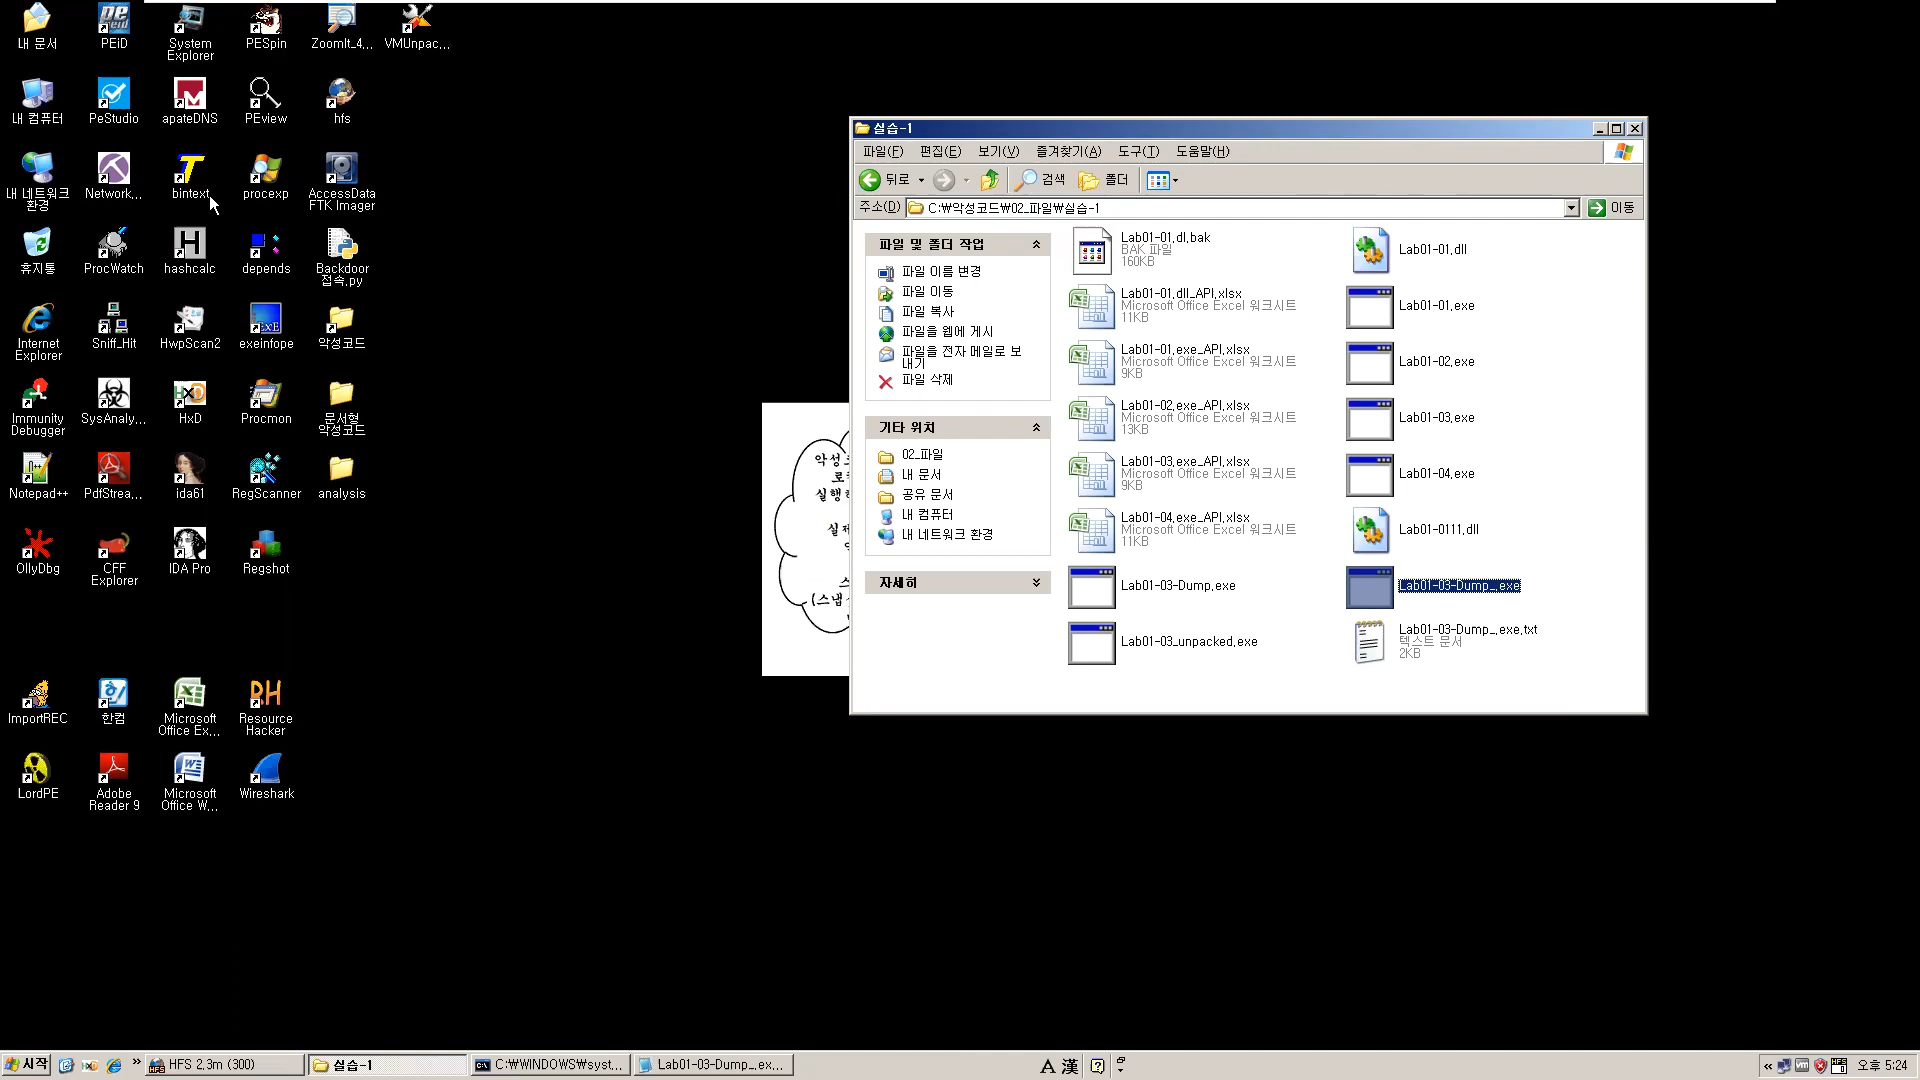 내 문서
PEiD
System
Explorer
PESpin
ZoomIt_4...
VMUnpac...
내 컴퓨터
PeStudio
apateDNS
PEview
hfs
내 네트워크
환경
Network...
bintext
procexp
AccessData
FTK Imager
휴지통
ProcWatch
hashcalc
depends
Backdoor
접속.py
Internet
Explorer
Sniff_Hit
HwpScan2
exeinfope
악성코드
Immunity
Debugger
SysAnaly...
HxD
Procmon
문서형
악성코드
Notepad++
PdfStrea...
ida61
RegScanner
analysis
OllyDbg
CFF
Explorer
IDA Pro
Regshot
ImportREC
한컴
Microsoft
Office Ex...
Resource
Hacker
LordPE
Adobe
Reader 9
Microsoft
Office W...
Wireshark
실습-1
파일(F) 편집(E) 보기(V) 즐겨찾기(A) 도구(T) 도움말(H)
뒤로 검색 폴더
주소(D) C:₩악성코드₩02_파일₩실습-1 이동
파일 및 폴더 작업
파일 이름 변경
파일 이동
파일 복사
파일을 웹에 게시
파일을 전자 메일로 보
내기
파일 삭제
기타 위치
02_파일
내 문서
공유 문서
내 컴퓨터
내 네트워크 환경
자세히
Lab01-01.dl.bak
BAK 파일
160KB
Lab01-01.dll
Lab01-01.dll_API.xlsx
Microsoft Office Excel 워크시트
11KB
Lab01-01.exe
Lab01-01.exe_API.xlsx
Microsoft Office Excel 워크시트
9KB
Lab01-02.exe
Lab01-02.exe_API.xlsx
Microsoft Office Excel 워크시트
13KB
Lab01-03.exe
Lab01-03.exe_API.xlsx
Microsoft Office Excel 워크시트
9KB
Lab01-04.exe
Lab01-04.exe_API.xlsx
Microsoft Office Excel 워크시트
11KB
Lab01-0111.dll
Lab01-03-Dump.exe
Lab01-03-Dump_.exe
Lab01-03_unpacked.exe
Lab01-03-Dump_.exe.txt
텍스트 문서
2KB
실행
(스냅
시작
HFS 2.3m (300)
실습-1
C:₩WINDOWS₩syst...
Lab01-03-Dump_.ex...
A 漢
오후 5:24